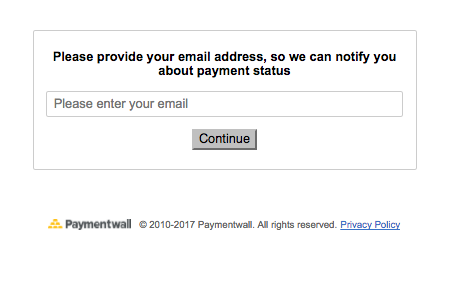 Please provide your email address, so we can notify you
about payment status
Please enter your email
Continue
Paymentwall © 2010-2017 Paymentwall. All rights reserved. Privacy Policy